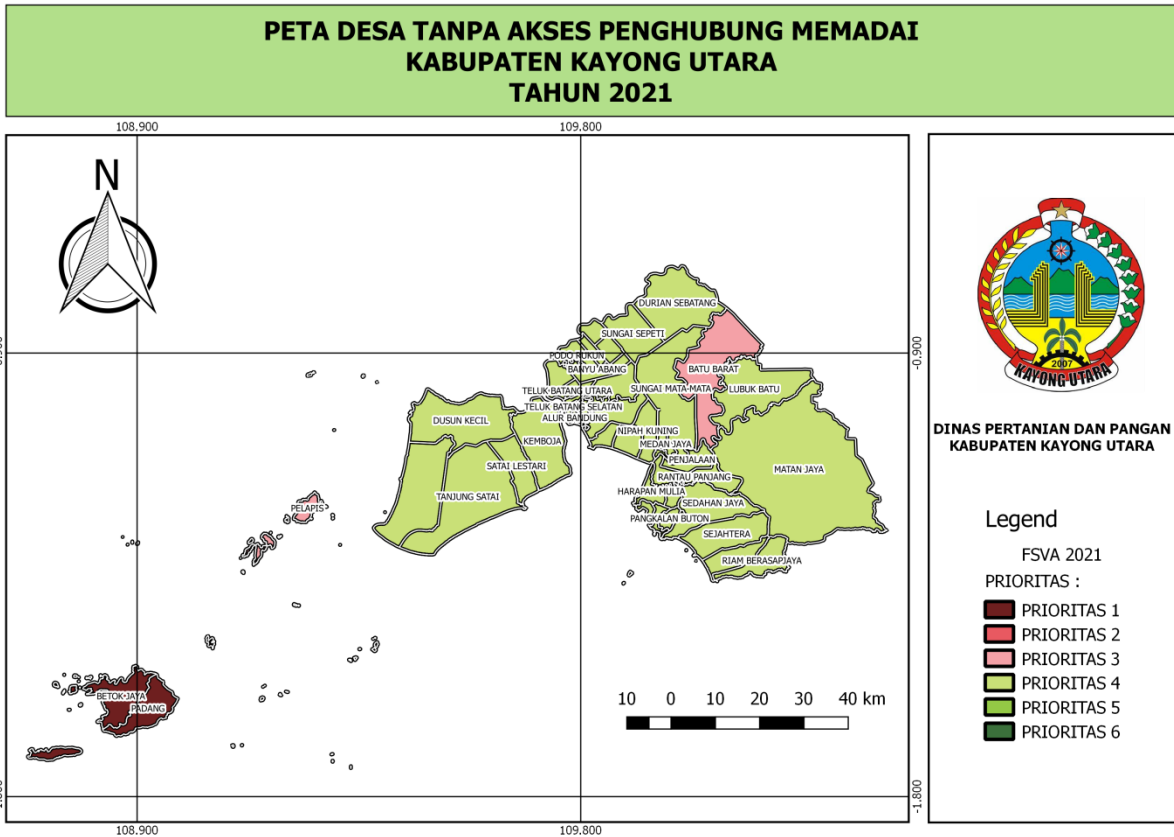 PETA DESA TANPA AKSES PENGHUBUNG MEMADAI
KABUPATEN KAYONG UTARA
TAHUN 2021
108.900
109.800
N
DURIAN SEBATANG
SUNGAI SEPETI
-0.900
PODO RUKUN
BANYU ABANG
BATU BARAT
TELUK BATANG UTARA
SUNGAI MATA-MATA
LUBUK BATU
TELUK BATANG SELATAN
DUSUN KECIL
ALUR BANDUNG
NIPAH KUNING
KEMBOJA
MEDAN JAYA
PENJALAAN
SATAI LESTARI
MATAN JAYA
RANTAU PANJANG
TANJUNG SATAI
HARAPAN MULIA
SEDAHAN JAYA
PELAPIS
PANGKALAN BUTON
SEJAHTERA
RIAM BERASAPJAYA
BETOK JAYA
PADANG
10 0 10 20 30 40 km
-1.800
108.900
109.800
2007
KAYONG UTARA
DINAS PERTANIAN DAN PANGAN
KABUPATEN KAYONG UTARA
Legend
FSVA 2021
PRIORITAS :
PRIORITAS 1
PRIORITAS 2
PRIORITAS 3
PRIORITAS 4
PRIORITAS 5
PRIORITAS 6